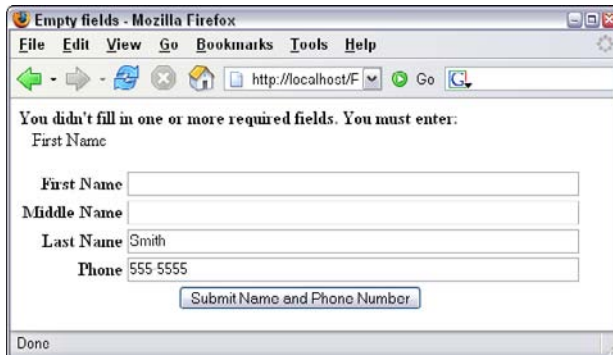 Empty fields - Mozilla Firefox
File Edit View Go Bookmarks Tools Help
http://localhost/F Go G
You didn't fill in one or more required fields. You must enter:
First Name
First Name
Middle Name
Last Name Smith
Phone 555 5555
Submit Name and Phone Number
Done